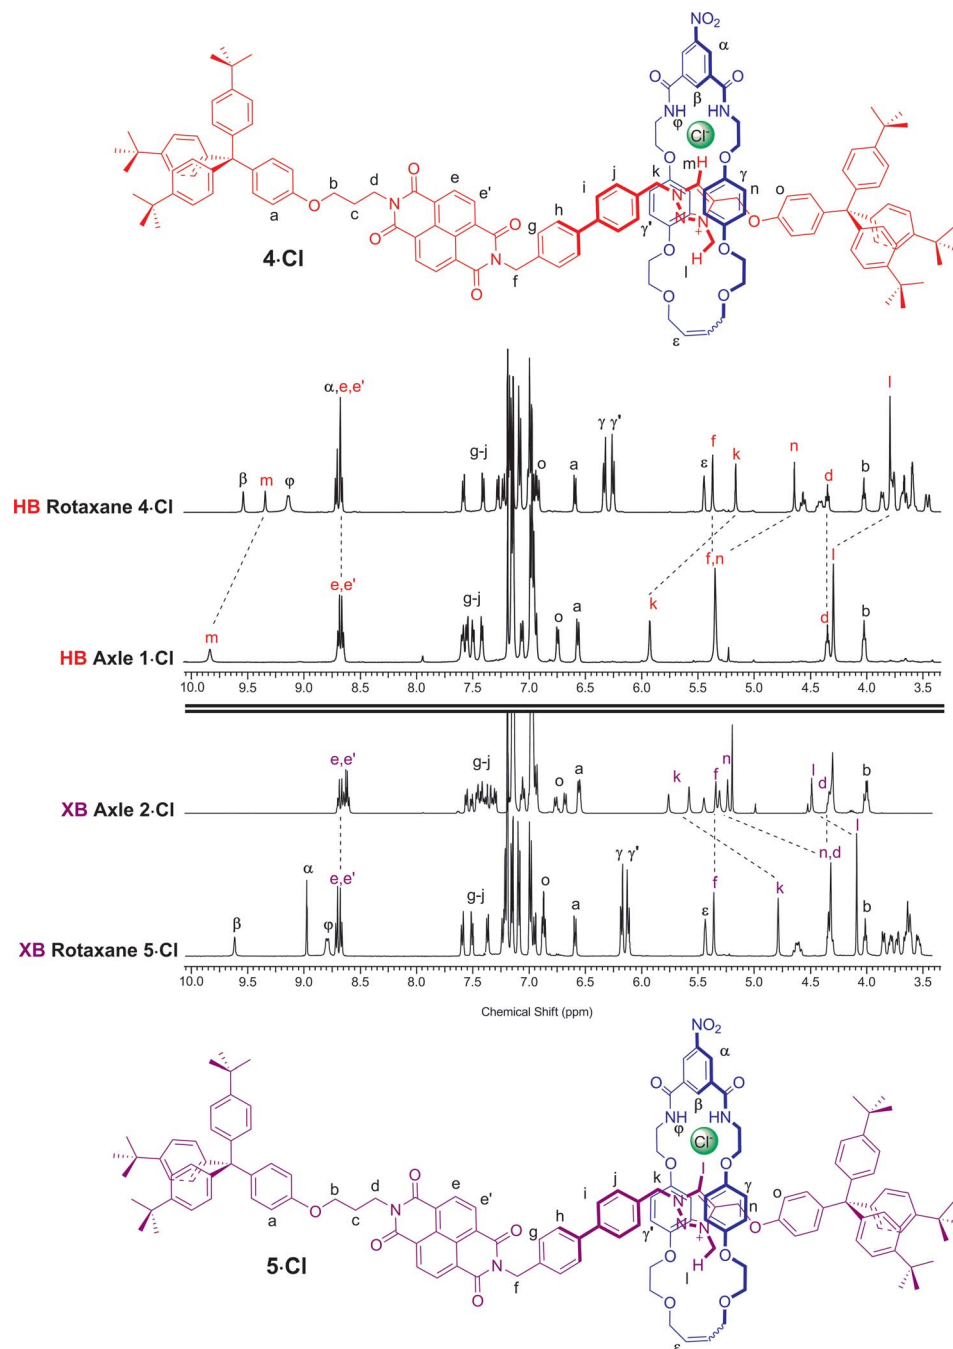 NO₂
α
O
O
β
NH
HN
φ
Cl⁻
O
O
m H
k
j
i
N
γ
n
o
b
d
O
e
O
e'
h
N
N
+
γ'
O
a
O
c
N
g
O
O
H
l
O
N
O
f
4·Cl
O
O
ε
l
α,e,e'
γ
γ'
f
k
n
g-j
o
a
ε
d
b
β
m
φ
HB Rotaxane 4·Cl
e,e'
f,n
l
g-j
k
o
a
d
b
m
HB Axle 1·Cl
10.0 9.5 9.0 8.5 8.0 7.5 7.0 6.5 6.0 5.5 5.0 4.5 4.0 3.5
e,e'
g-j
a
o
k
f
n
l
d
b
XB Axle 2·Cl
l
α
e,e'
γ
γ'
n,d
f
k
g-j
o
a
ε
b
β
φ
XB Rotaxane 5·Cl
10.0 9.5 9.0 8.5 8.0 7.5 7.0 6.5 6.0 5.5 5.0 4.5 4.0 3.5
Chemical Shift (ppm)
NO₂
α
O
O
β
NH
HN
φ
Cl⁻
O
O
I
k
j
i
N
γ
n
o
b
d
O
e
O
e'
h
N
N
+
γ'
O
a
O
c
N
g
O
O
H
l
O
N
O
f
5·Cl
O
O
ε